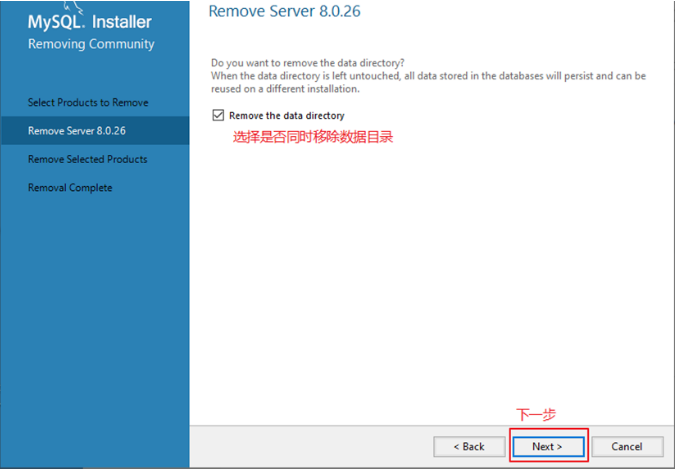 MySQL. Installer
Removing Community
Select Products to Remove
Remove Server 8.0.26
Remove Selected Products
Removal Complete
Remove Server 8.0.26
Do you want to remove the data directory?
When the data directory is left untouched, all data stored in the databases will persist and can be
reused on a different installation.
Remove the data directory
选择是否同时移除数据目录
下一步
< Back
Next >
Cancel